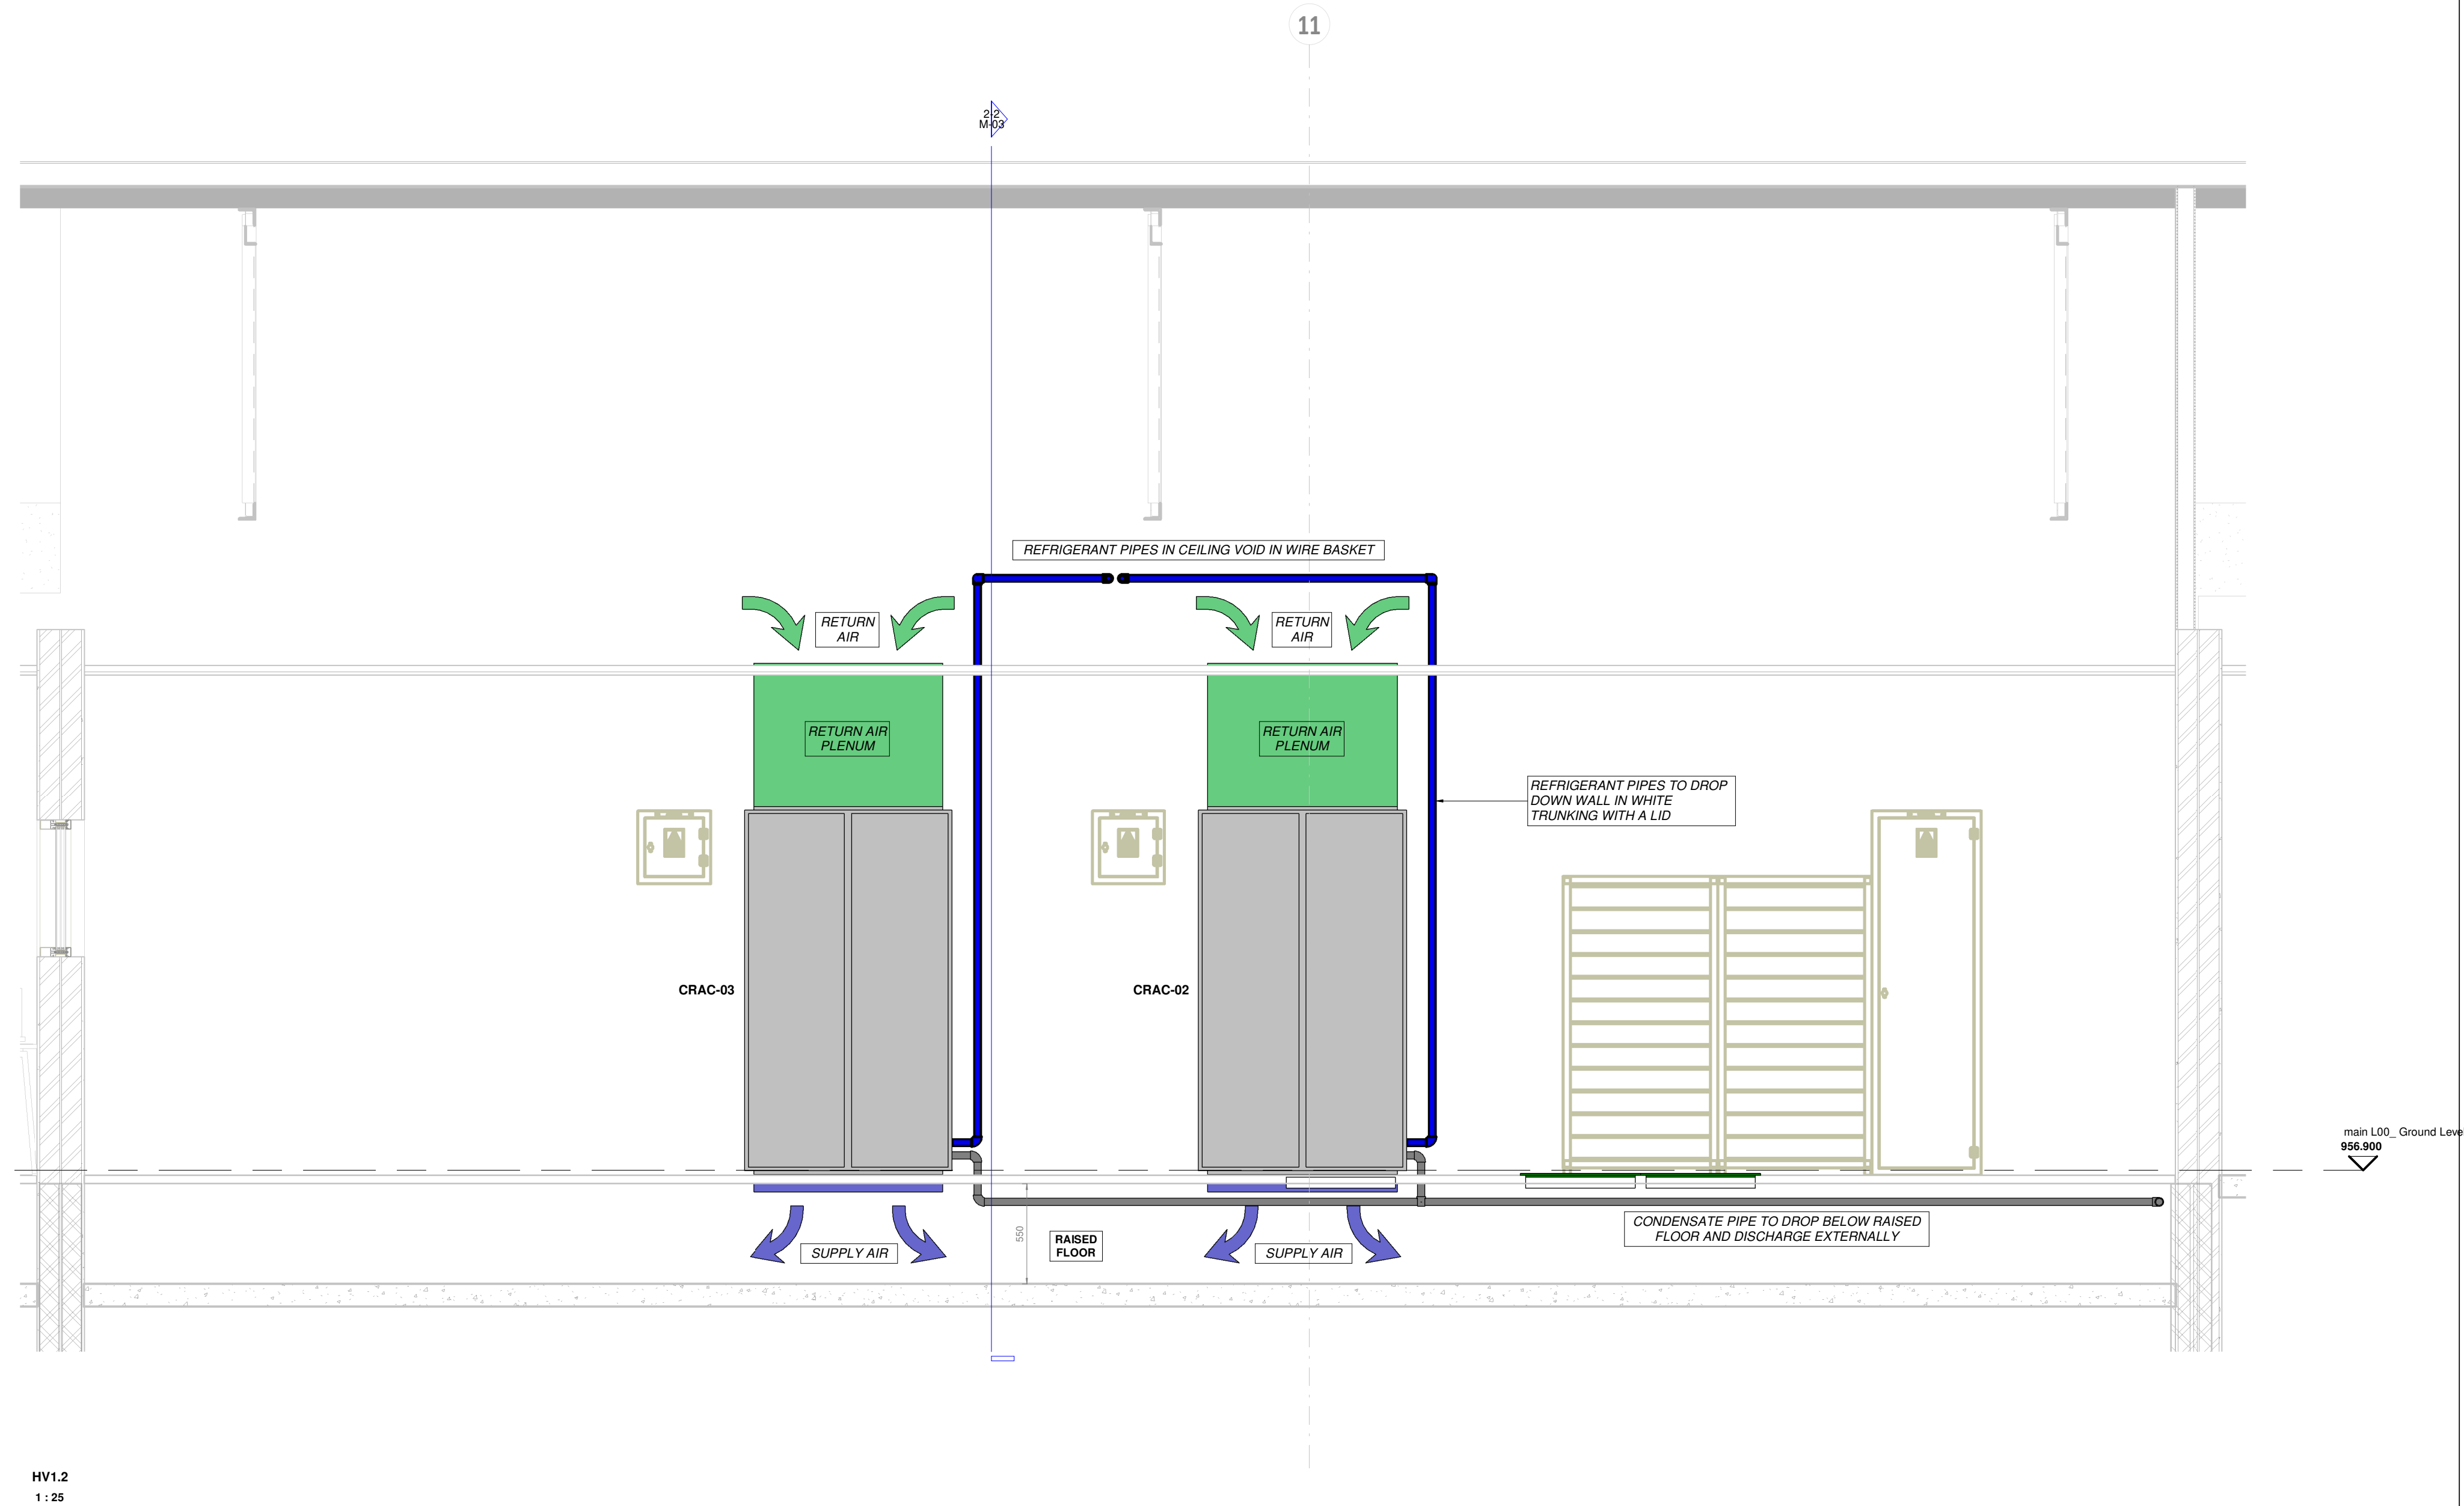 11
2-2
M-03
REFRIGERANT PIPES IN CEILING VOID IN WIRE BASKET
RETURN
AIR
RETURN
AIR
RETURN AIR
PLENUM
RETURN AIR
PLENUM
REFRIGERANT PIPES TO DROP
DOWN WALL IN WHITE
TRUNKING WITH A LID
CRAC-03
CRAC-02
main L00_ Ground Leve
956.900
CONDENSATE PIPE TO DROP BELOW RAISED
FLOOR AND DISCHARGE EXTERNALLY
550
RAISED
FLOOR
SUPPLY AIR
SUPPLY AIR
HV1.2
1 : 25